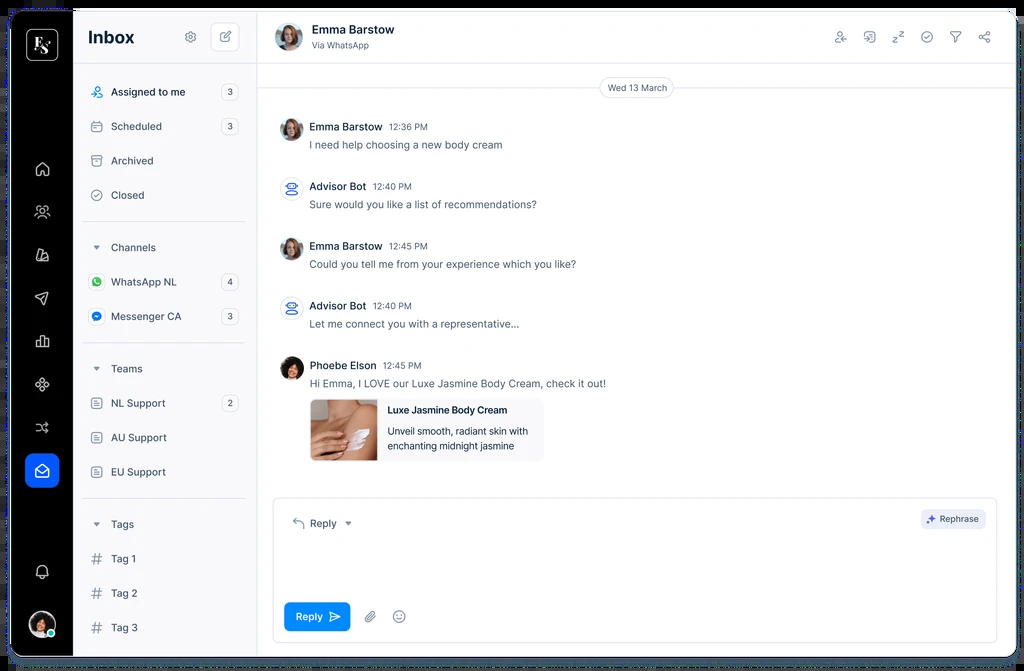 FS
Inbox
Assigned to me 3
Scheduled 3
Archived
Closed
Channels
WhatsApp NL 4
Messenger CA 3
Teams
NL Support 2
AU Support
EU Support
Tags
# Tag 1
# Tag 2
# Tag 3
Emma Barstow
Via WhatsApp
Wed 13 March
Emma Barstow 12:36 PM
I need help choosing a new body cream
Advisor Bot 12:40 PM
Sure would you like a list of recommendations?
Emma Barstow 12:45 PM
Could you tell me from your experience which you like?
Advisor Bot 12:40 PM
Let me connect you with a representative...
Phoebe Elson 12:45 PM
Hi Emma, I LOVE our Luxe Jasmine Body Cream, check it out!
Luxe Jasmine Body Cream
Unveil smooth, radiant skin with
enchanting midnight jasmine
Reply
Rephrase
Reply